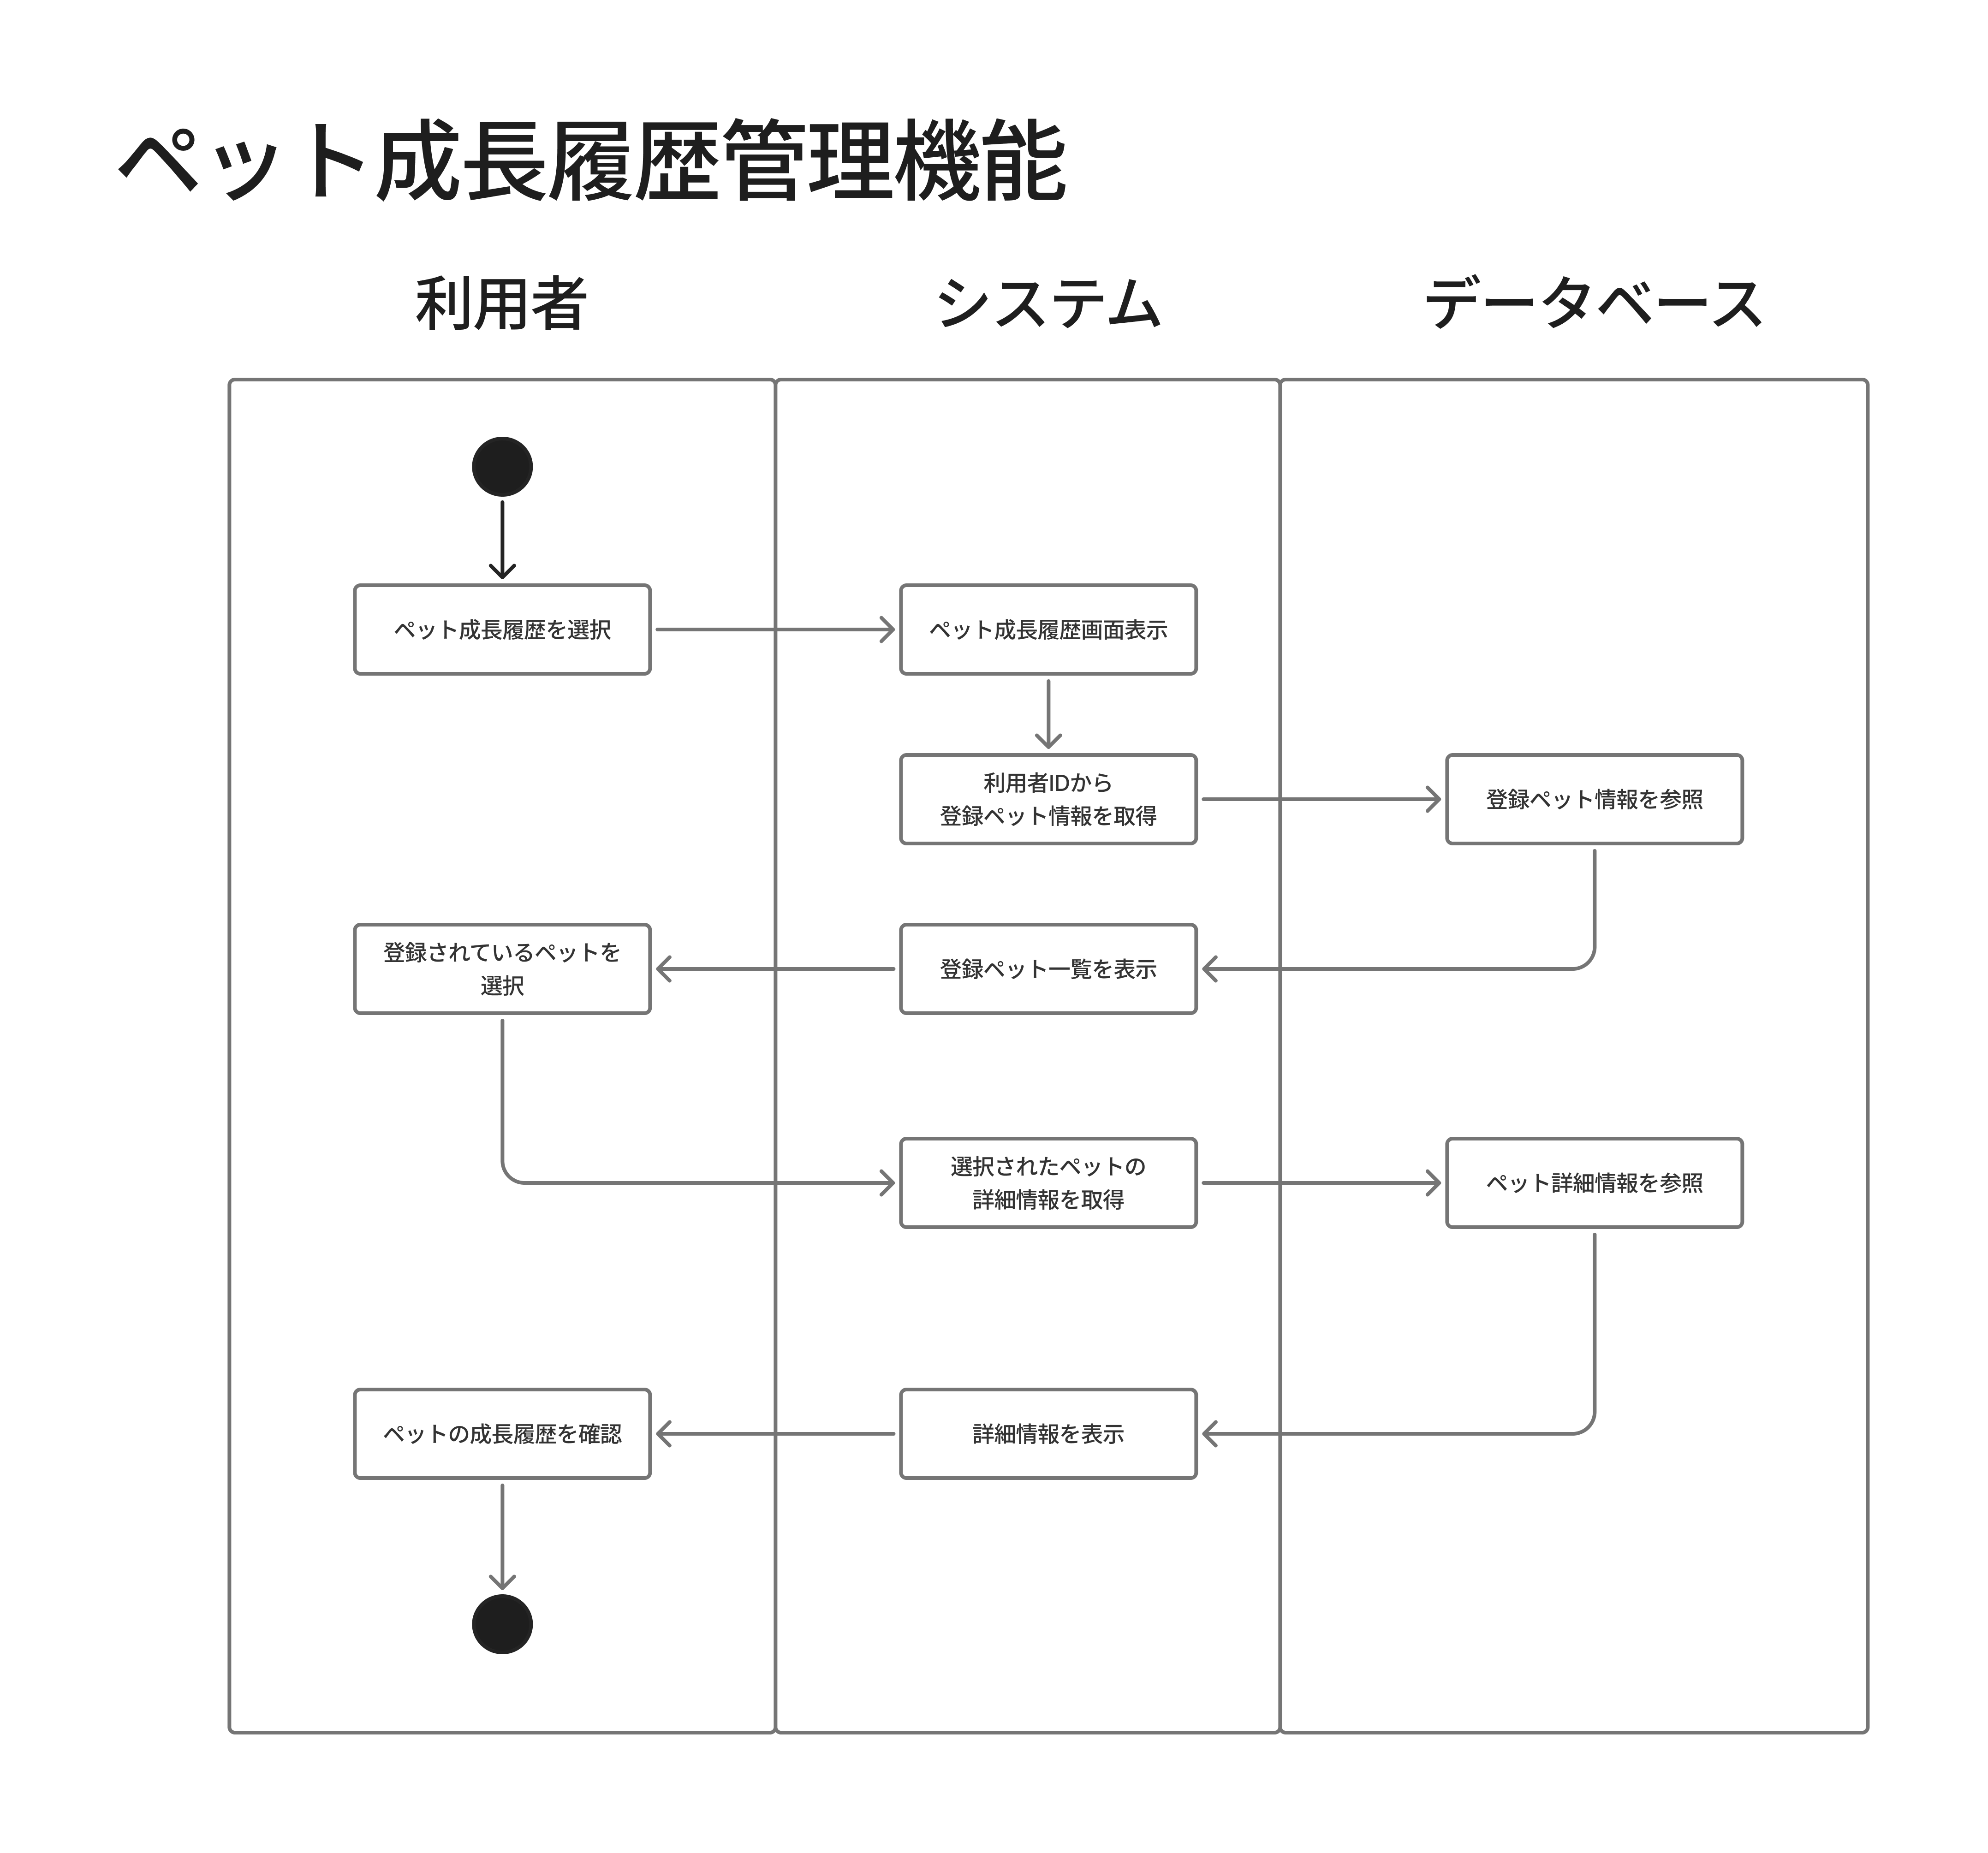 ペット成長履歴管理機能
利用者
システム
データベース
ペット成長履歴を選択
ペット成長履歴画面表示
利用者IDから
登録ペット情報を取得
登録ペット情報を参照
登録されているペットを
選択
登録ペット一覧を表示
選択されたペットの
詳細情報を取得
ペット詳細情報を参照
ペットの成長履歴を確認
詳細情報を表示